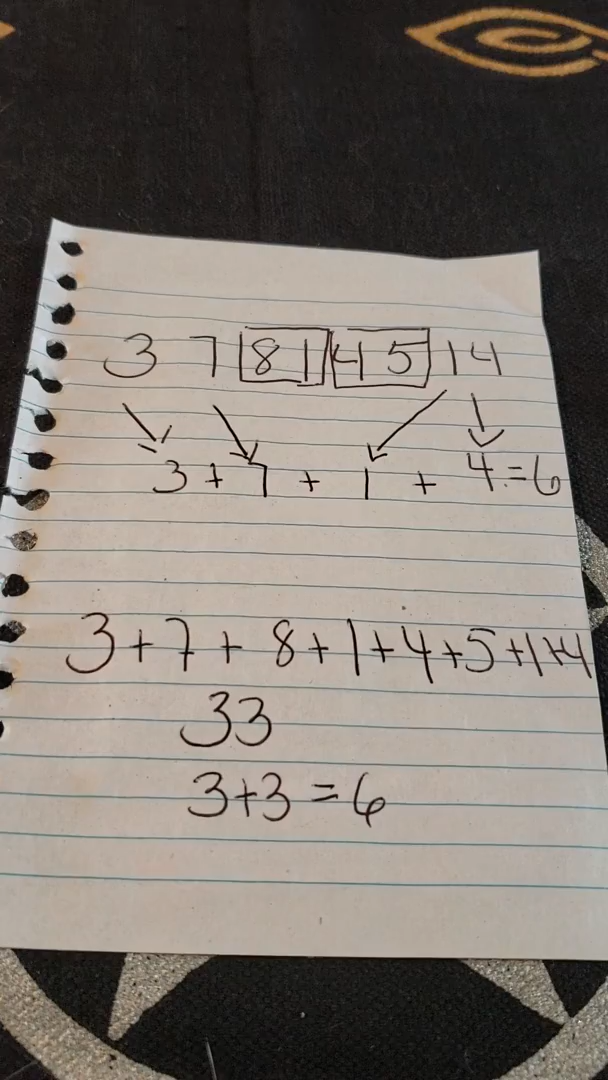 3 7 8 1 4 5 1 4
3 + 7 + 1 + 4 = 6
3+7+8+1+4+5+1+4
33
3+3=6